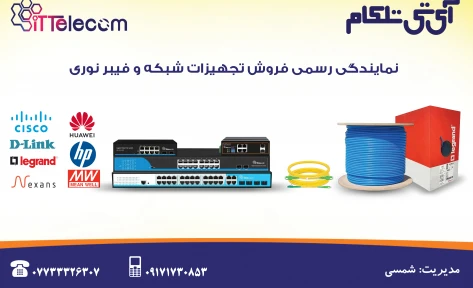 iTTelecom
آی‌تی تلکام
نمایندگی رسمی فروش تجهیزات شبکه و فیبر نوری
CISCO
HUAWEI
D-Link
hp
legrand
Nexans
MW
MEAN WELL
legrand
مدیریت: شمسی
۰۹۱۷۱۷۳۰۸۵۳
۰۷۷۳۳۳۲۶۳۰۷